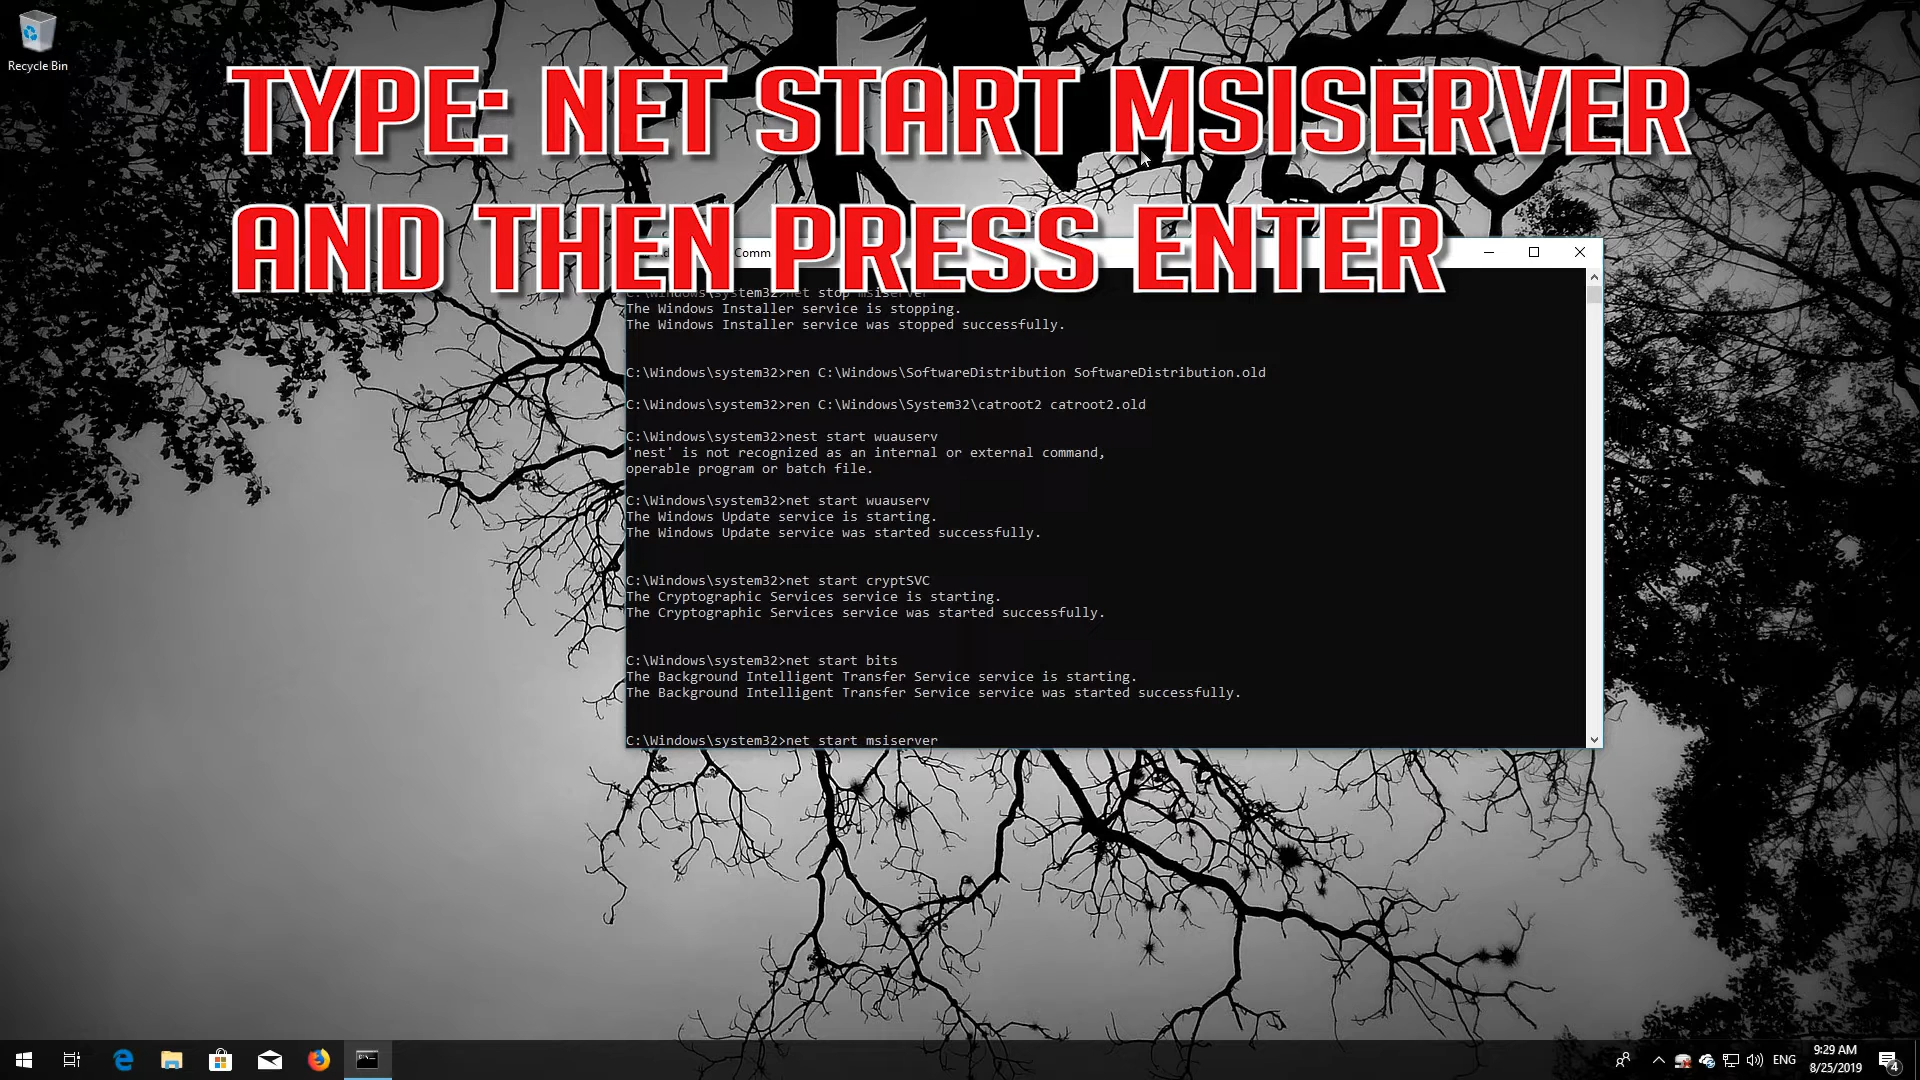 Recycle Bin
TYPE: NET START MSISERVER
AND THEN PRESS ENTER
Comm
C:\Windows\system32>net stop msiserver
The Windows Installer service is stopping.
The Windows Installer service was stopped successfully.
C:\Windows\system32>ren C:\Windows\SoftwareDistribution SoftwareDistribution.old
C:\Windows\system32>ren C:\Windows\System32\catroot2 catroot2.old
C:\Windows\system32>nest start wuauserv
'nest' is not recognized as an internal or external command,
operable program or batch file.
C:\Windows\system32>net start wuauserv
The Windows Update service is starting.
The Windows Update service was started successfully.
C:\Windows\system32>net start cryptSVC
The Cryptographic Services service is starting.
The Cryptographic Services service was started successfully.
C:\Windows\system32>net start bits
The Background Intelligent Transfer Service service is starting.
The Background Intelligent Transfer Service service was started successfully.
C:\Windows\system32>net start msiserver
ENG
9:29 AM
8/25/2019
4